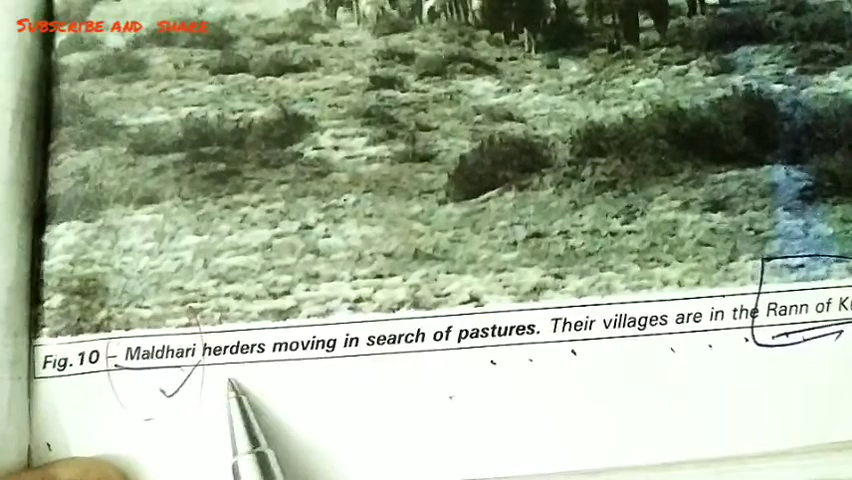 SUBSCRIBE AND SHARE
Fig. 10 – Maldhari herders moving in search of pastures. Their villages are in the Rann of